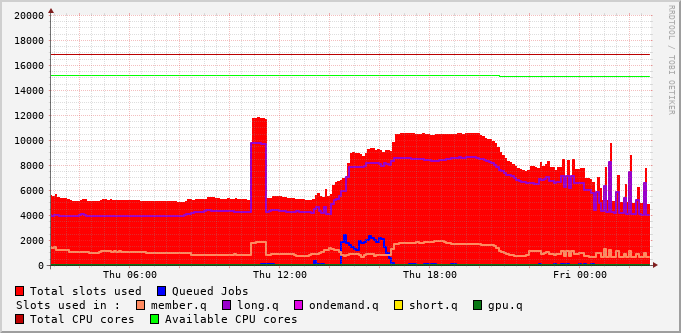 20000
18000
16000
14000
12000
10000
8000
6000
4000
2000
0
Thu 06:00 Thu 12:00 Thu 18:00 Fri 00:00
RRDTOOL / TOBI OETIKER
Total slots used Queued Jobs
Slots used in : member.q long.q ondemand.q short.q gpu.q
Total CPU cores Available CPU cores